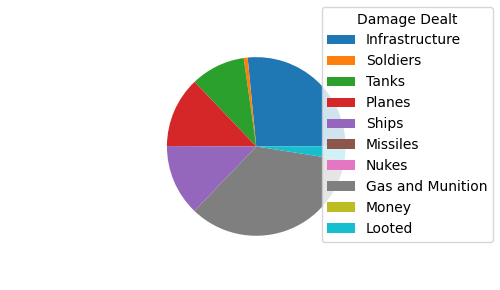 Damage Dealt
Infrastructure
Soldiers
Tanks
Planes
Ships
Missiles
Nukes
Gas and Munition
Money
Looted